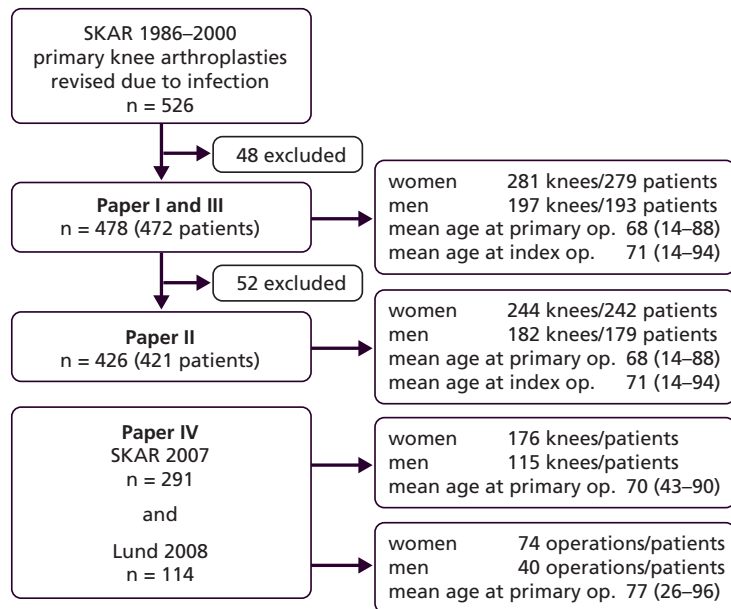 SKAR 1986–2000
primary knee arthroplasties
revised due to infection
n = 526
48 excluded
Paper I and III
n = 478 (472 patients)
women 281 knees/279 patients
men 197 knees/193 patients
mean age at primary op. 68 (14–88)
mean age at index op. 71 (14–94)
52 excluded
Paper II
n = 426 (421 patients)
women 244 knees/242 patients
men 182 knees/179 patients
mean age at primary op. 68 (14–88)
mean age at index op. 71 (14–94)
Paper IV
SKAR 2007
n = 291
and
Lund 2008
n = 114
women 176 knees/patients
men 115 knees/patients
mean age at primary op. 70 (43–90)
women 74 operations/patients
men 40 operations/patients
mean age at primary op. 77 (26–96)